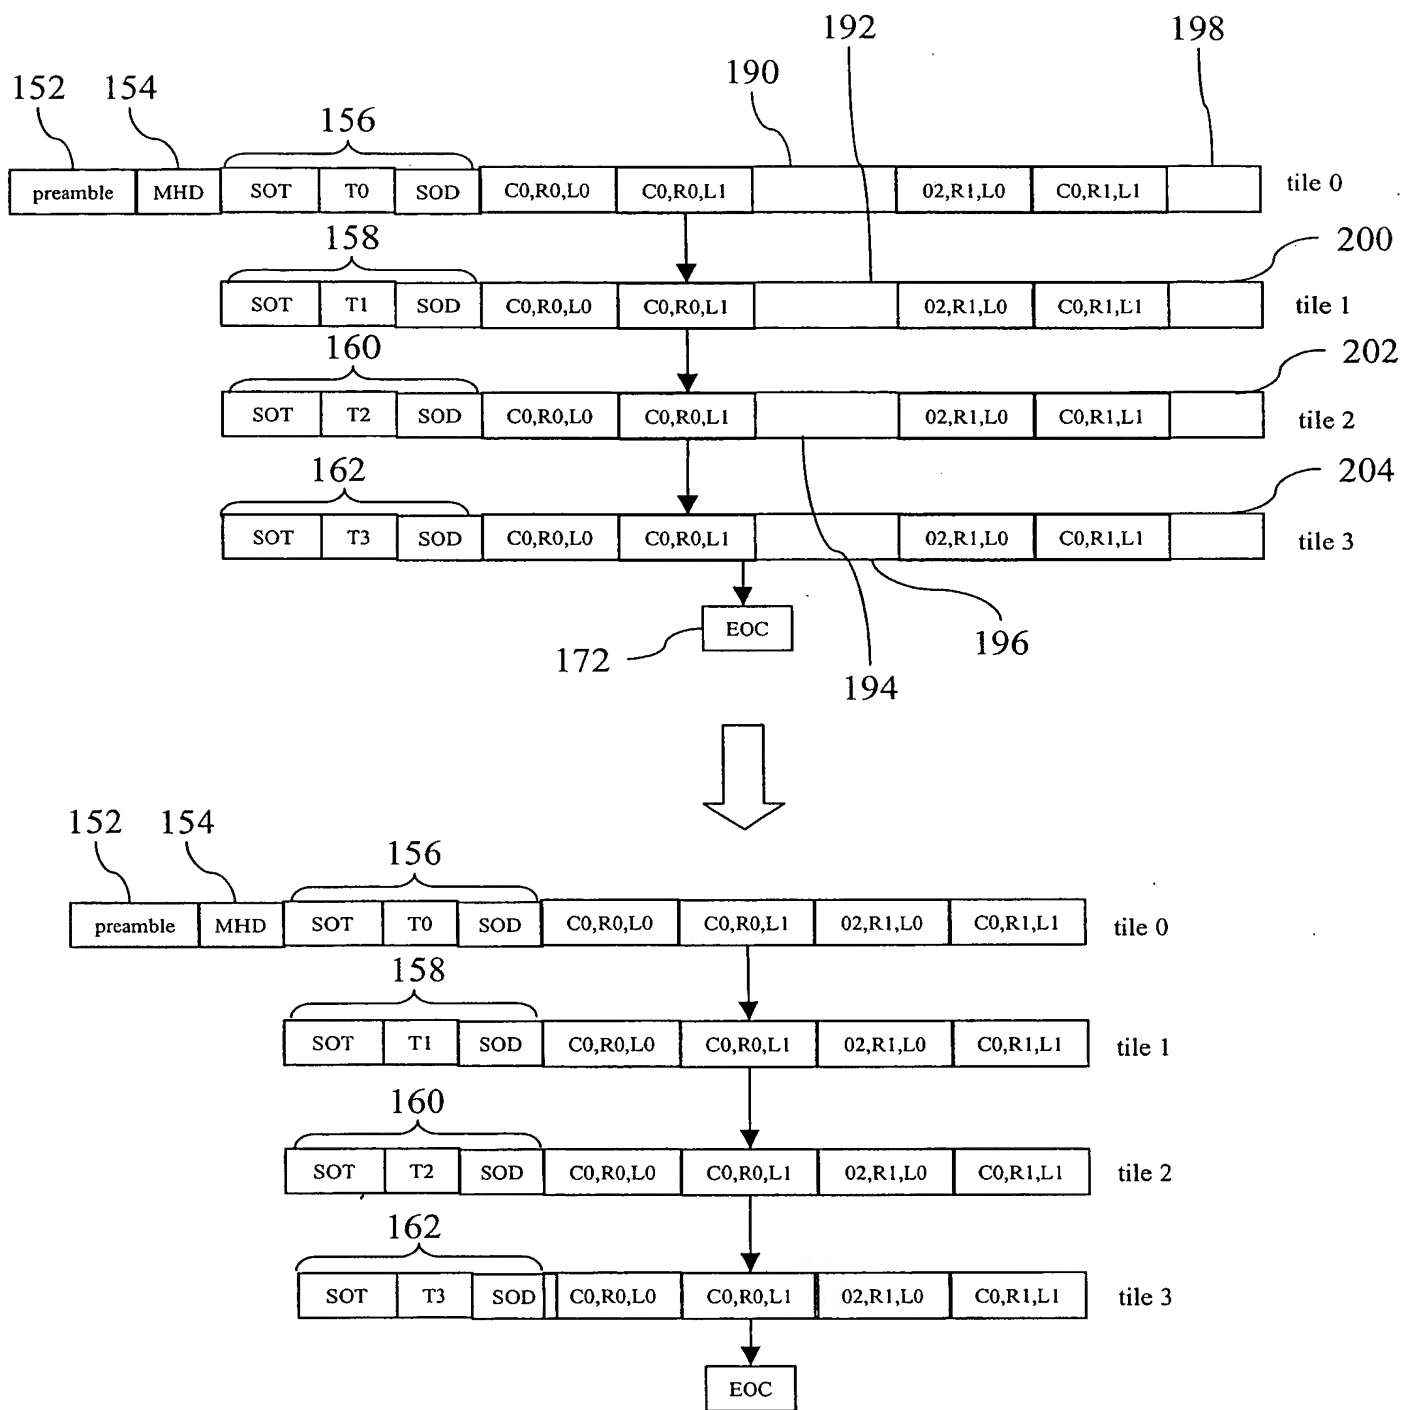 192 198
190
152 154
156
preamble MHD SOT T0 SOD C0,R0,L0 C0,R0,L1 02,R1,L0 C0,R1,L1 tile 0
158 200
SOT T1 SOD C0,R0,L0 C0,R0,L1 02,R1,L0 C0,R1,L1 tile 1
160 202
SOT T2 SOD C0,R0,L0 C0,R0,L1 02,R1,L0 C0,R1,L1 tile 2
162 204
SOT T3 SOD C0,R0,L0 C0,R0,L1 02,R1,L0 C0,R1,L1 tile 3
EOC
172 196
194
152 154
156
preamble MHD SOT T0 SOD C0,R0,L0 C0,R0,L1 02,R1,L0 C0,R1,L1 tile 0
158
SOT T1 SOD C0,R0,L0 C0,R0,L1 02,R1,L0 C0,R1,L1 tile 1
160
SOT T2 SOD C0,R0,L0 C0,R0,L1 02,R1,L0 C0,R1,L1 tile 2
162
SOT T3 SOD C0,R0,L0 C0,R0,L1 02,R1,L0 C0,R1,L1 tile 3
EOC